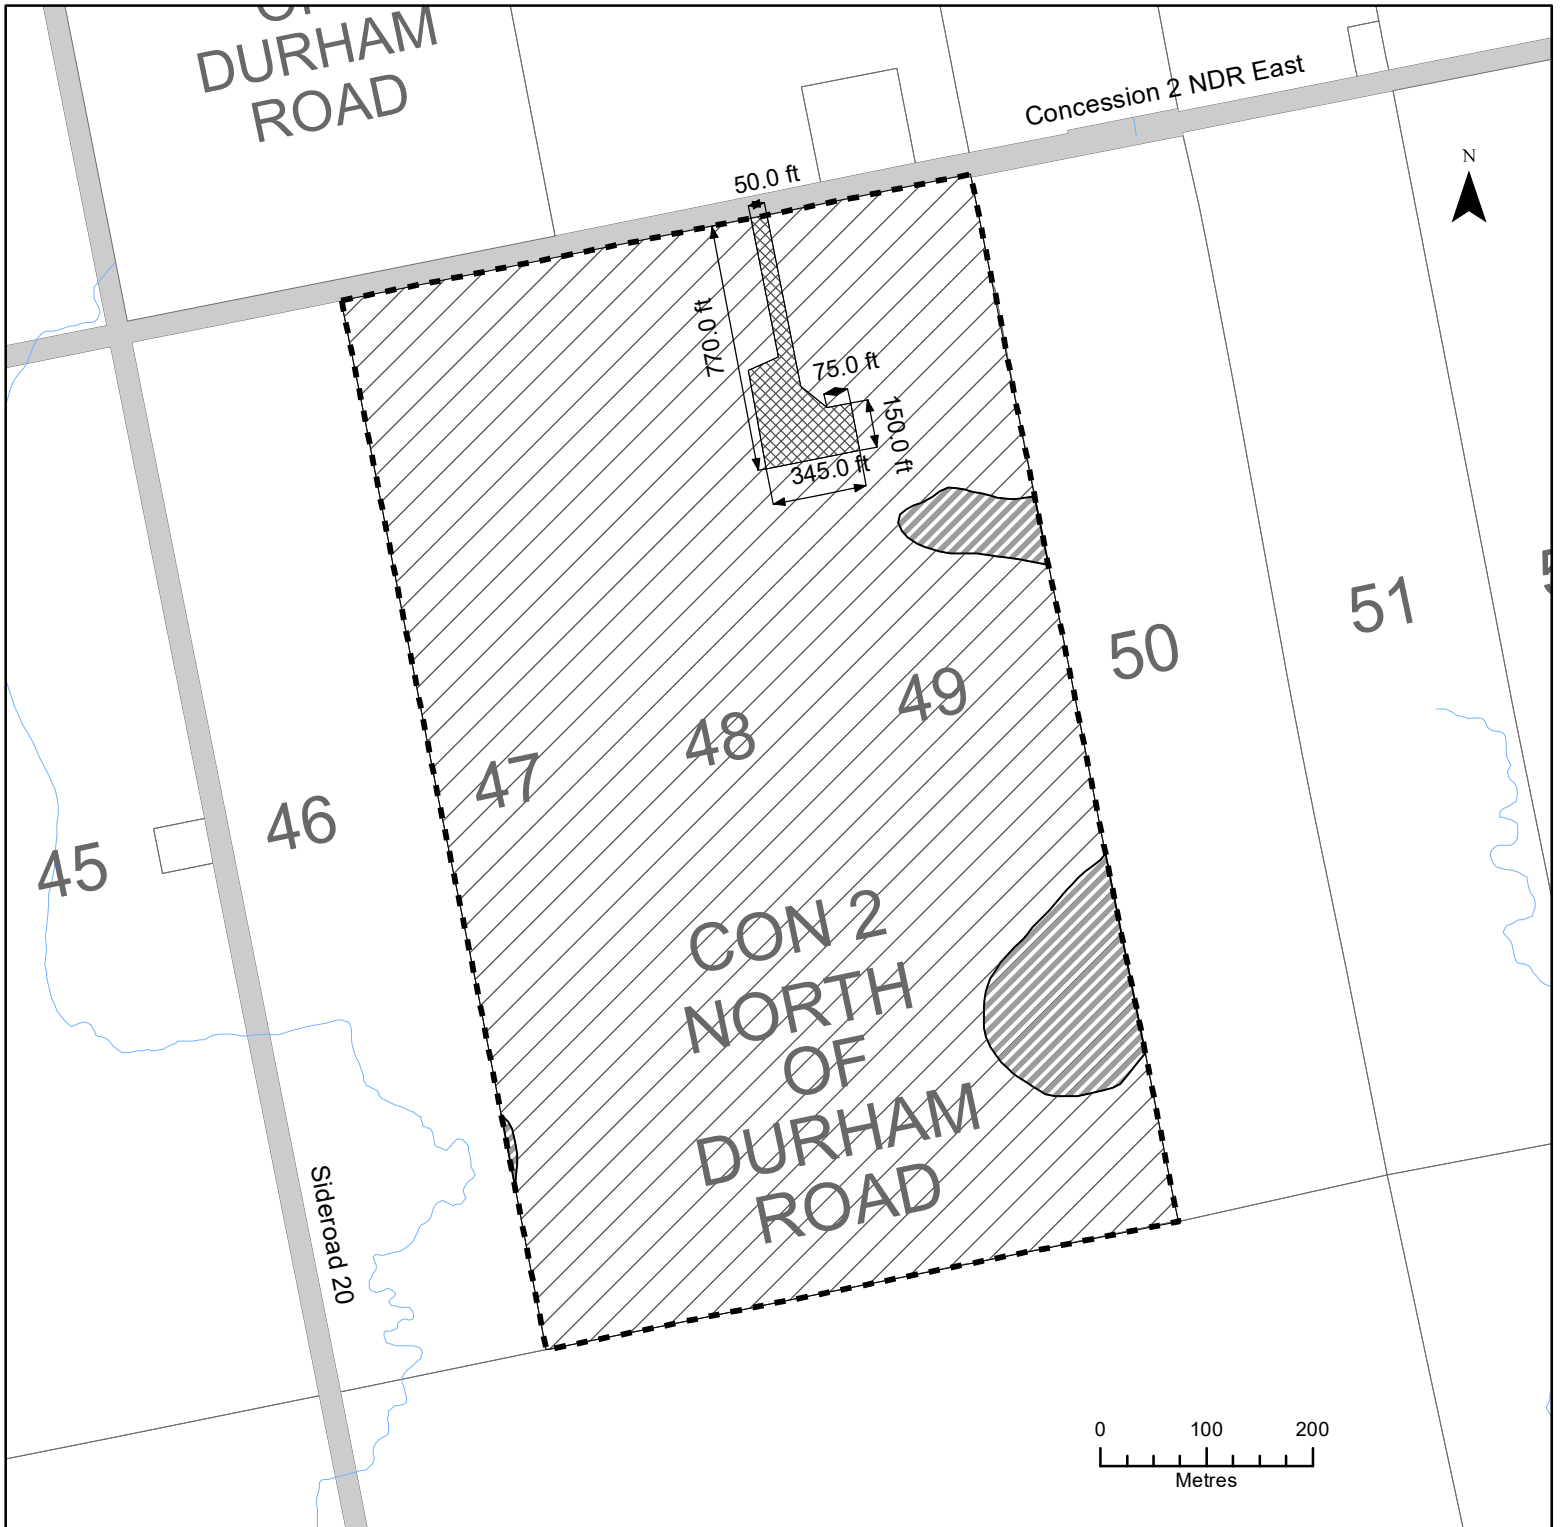 DURHAM
ROAD
Concession 2 NDR East
N
50.0 ft
770.0 ft
75.0 ft
150.0 ft
345.0 ft
51
50
49
48
47
46
45
CON 2
NORTH
OF
DURHAM
ROAD
Sideroad 20
0 100 200
Metres